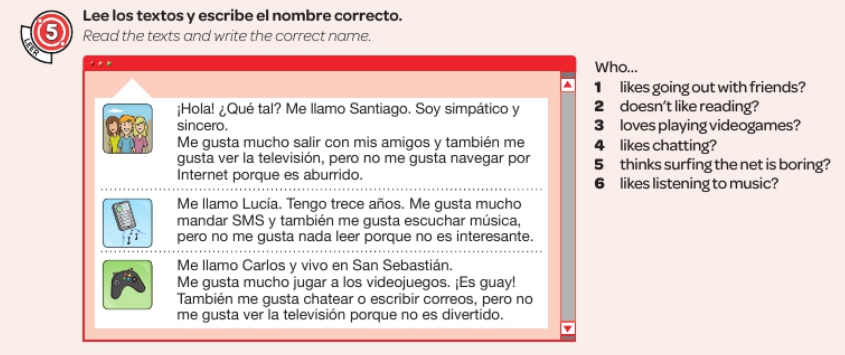 5
LEER
Lee los textos y escribe el nombre correcto.
Read the texts and write the correct name.
¡Hola! ¿Qué tal? Me llamo Santiago. Soy simpático y
sincero.
Me gusta mucho salir con mis amigos y también me
gusta ver la televisión, pero no me gusta navegar por
Internet porque es aburrido.
Me llamo Lucía. Tengo trece años. Me gusta mucho
mandar SMS y también me gusta escuchar música,
pero no me gusta nada leer porque no es interesante.
Me llamo Carlos y vivo en San Sebastián.
Me gusta mucho jugar a los videojuegos. ¡Es guay!
También me gusta chatear o escribir correos, pero no
me gusta ver la televisión porque no es divertido.
Who...
1 likes going out with friends?
2 doesn't like reading?
3 loves playing videogames?
4 likes chatting?
5 thinks surfing the net is boring?
6 likes listening to music?